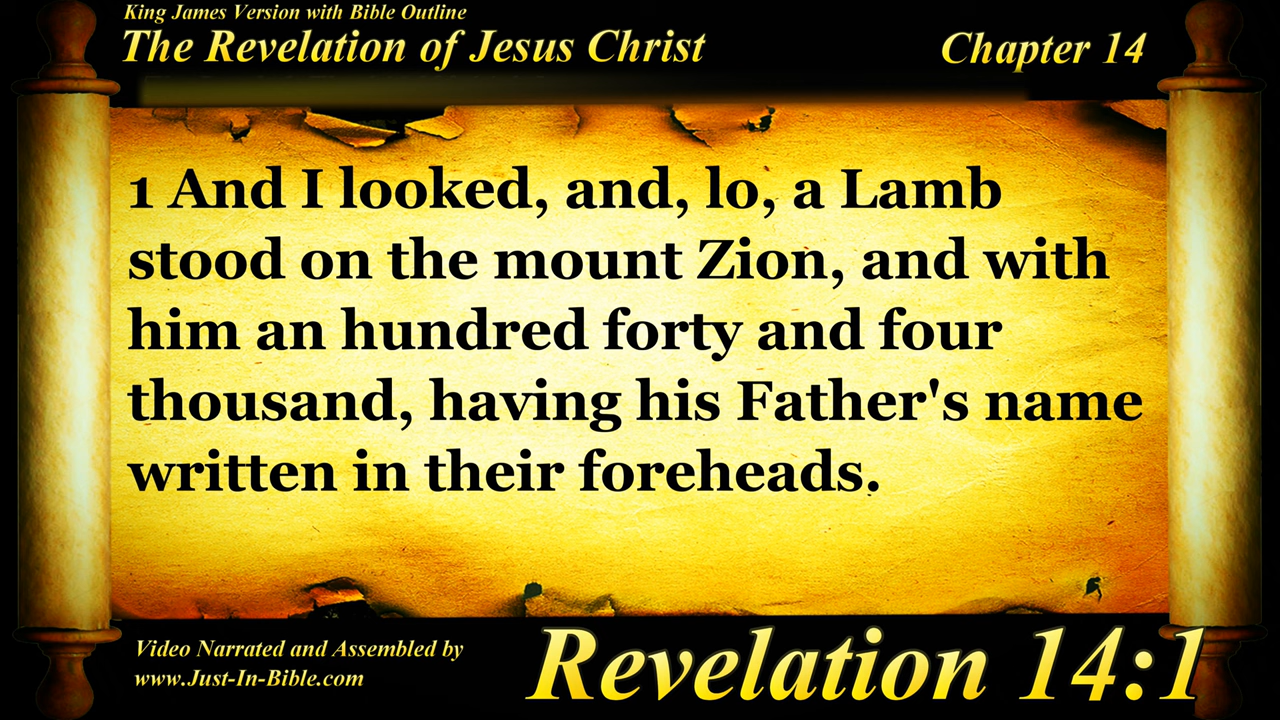 King James Version with Bible Outline
The Revelation of Jesus Christ
Chapter 14
1 And I looked, and, lo, a Lamb
stood on the mount Zion, and with
him an hundred forty and four
thousand, having his Father's name
written in their foreheads.
Video Narrated and Assembled by
www.Just-In-Bible.com
Revelation 14:1